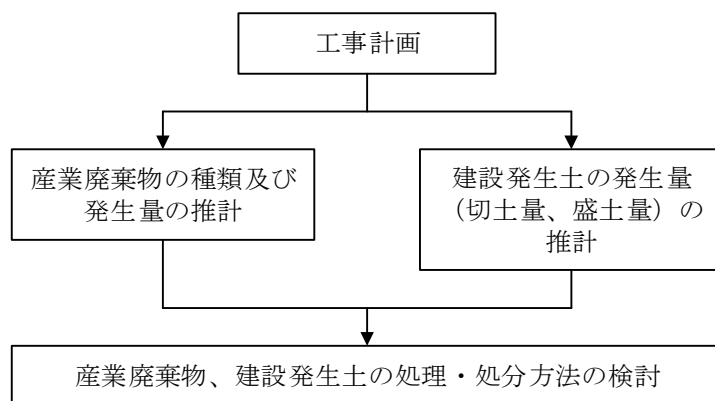 工事計画
産業廃棄物の種類及び
発生量の推計
建設発生土の発生量
（切土量、盛土量）の
推計
産業廃棄物、建設発生土の処理・処分方法の検討